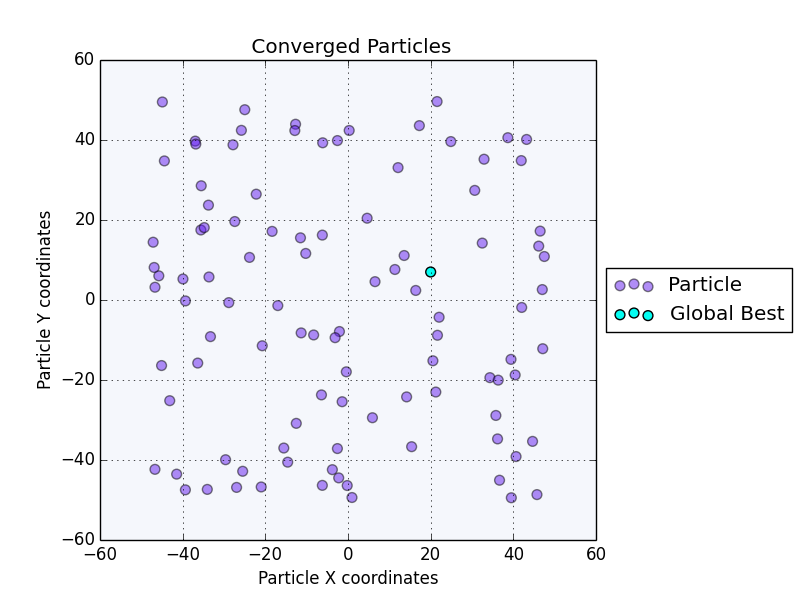 Converged Particles
60
40
20
0
−20
−40
−60
−60 −40 −20 0 20 40 60
Particle Y coordinates
Particle X coordinates
Particle
Global Best